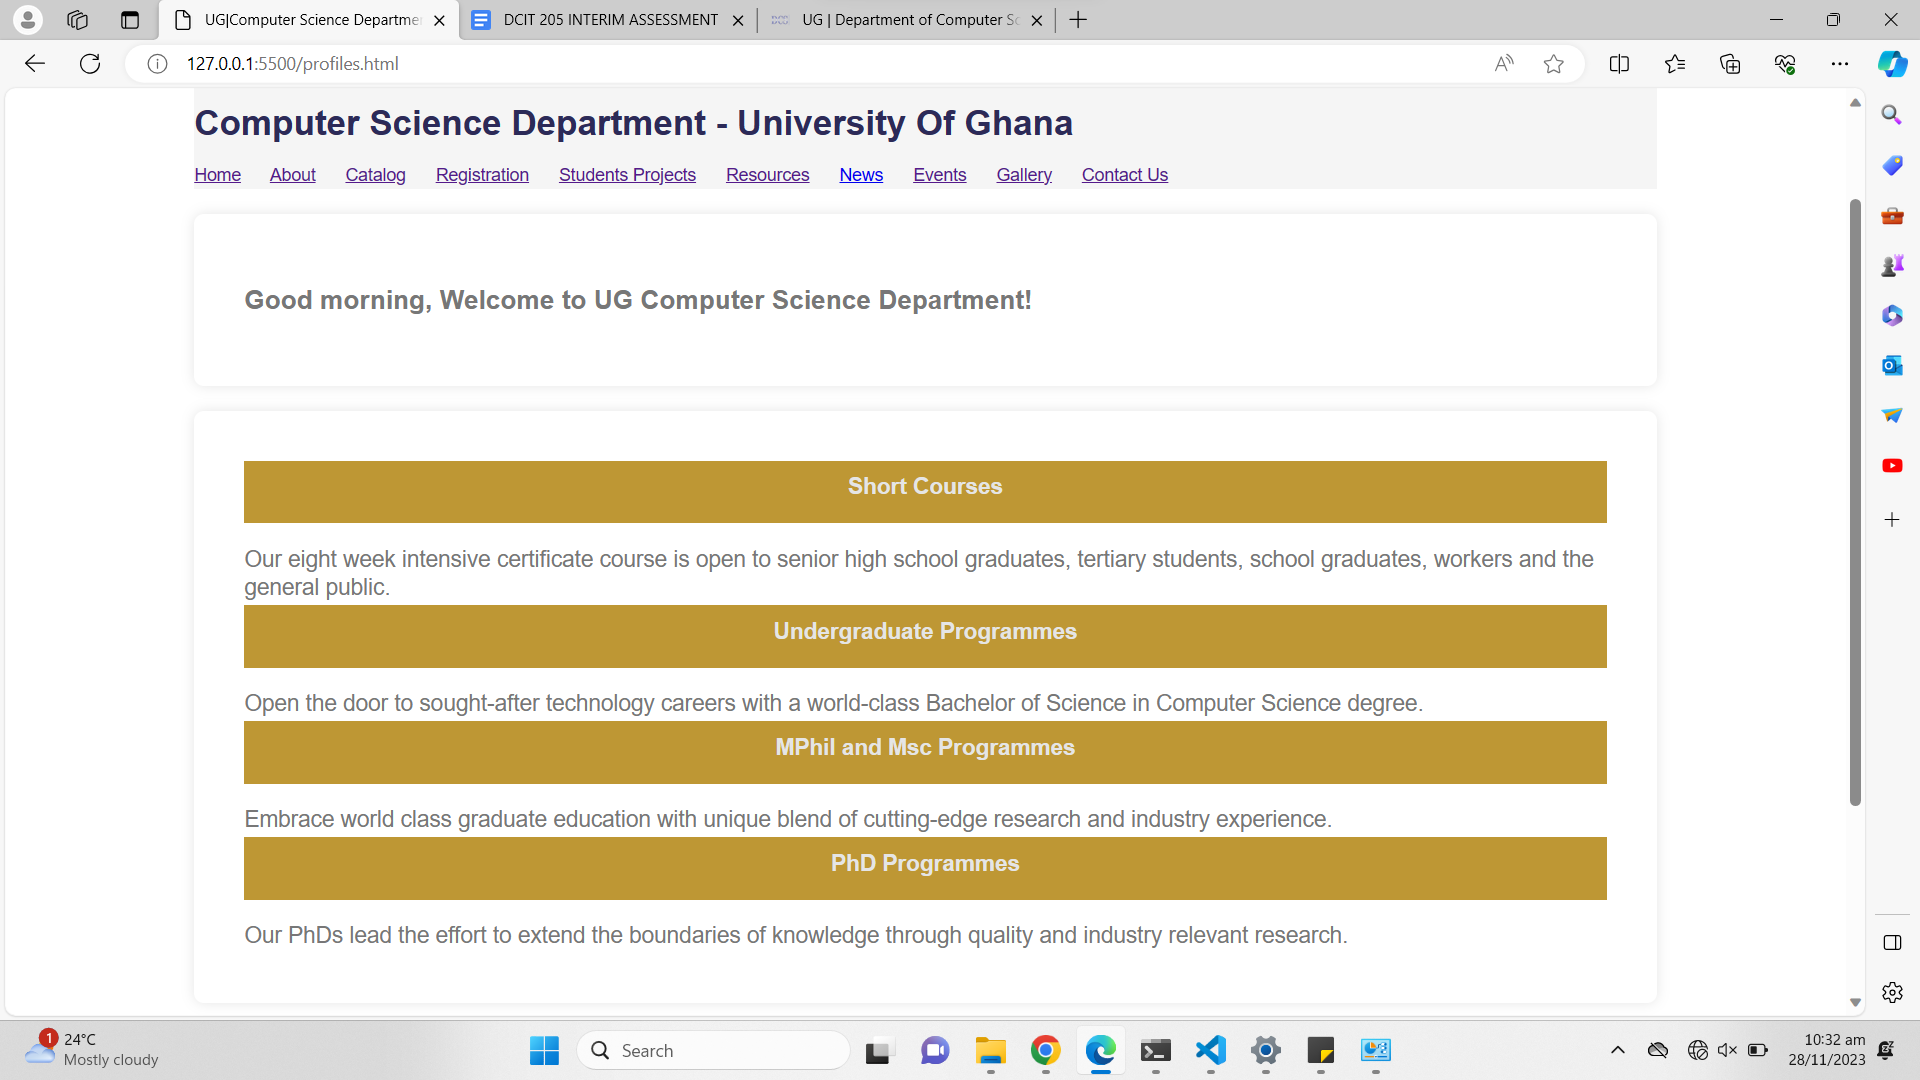 UG|Computer Science Departme
DCIT 205 INTERIM ASSESSMENT
UG | Department of Computer Sc
127.0.0.1:5500/profiles.html
Computer Science Department - University Of Ghana
Home About Catalog Registration Students Projects Resources News Events Gallery Contact Us
Good morning, Welcome to UG Computer Science Department!
Short Courses
Our eight week intensive certificate course is open to senior high school graduates, tertiary students, school graduates, workers and the
general public.
Undergraduate Programmes
Open the door to sought-after technology careers with a world-class Bachelor of Science in Computer Science degree.
MPhil and Msc Programmes
Embrace world class graduate education with unique blend of cutting-edge research and industry experience.
PhD Programmes
Our PhDs lead the effort to extend the boundaries of knowledge through quality and industry relevant research.
1
24°C
Mostly cloudy
Search
10:32 am
28/11/2023